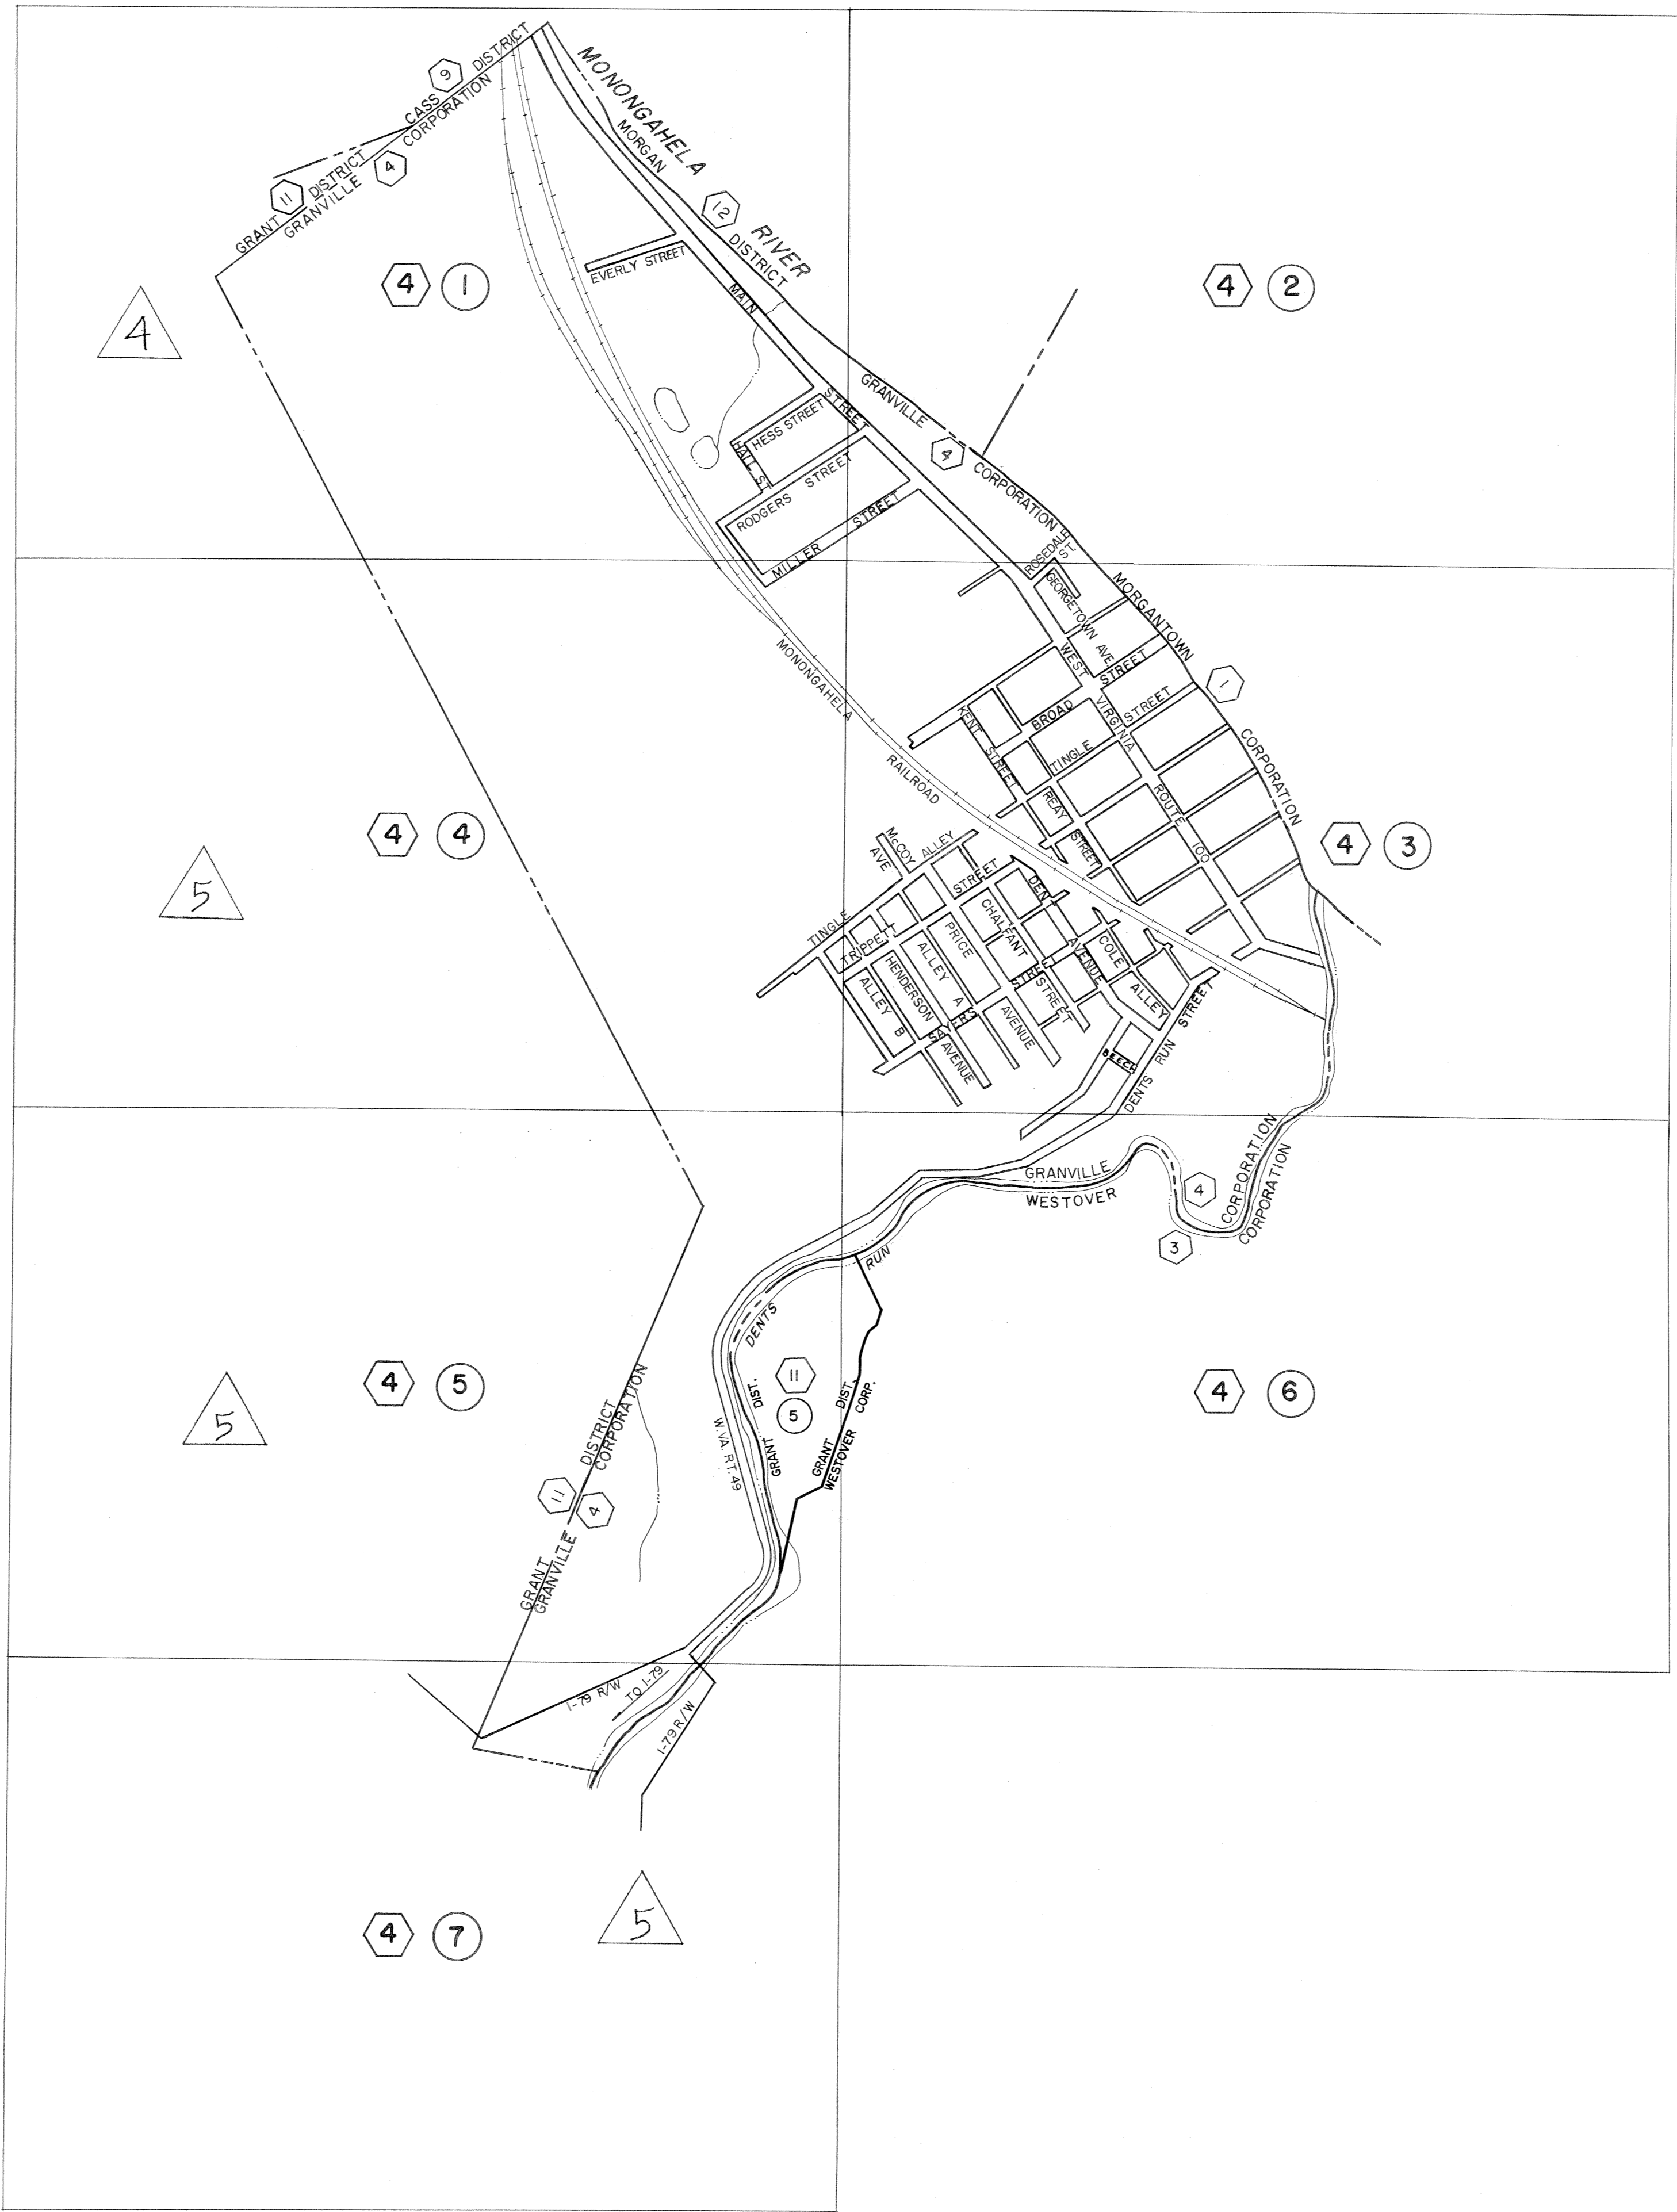 CASS DISTRICT
9
CORPORATION
GRANT DISTRICT
11
GRANVILLE
4
MONONGAHELA RIVER
MORGAN DISTRICT
12
4 1
4 2
4
EVERLY STREET
MAIN STREET
HESS STREET
HALL ST
RODGERS STREET
MILLER STREET
GRANVILLE CORPORATION
4
ROSEDALE ST.
GEORGETOWN AVE
MORGANTOWN CORPORATION
1
MONONGAHELA RAILROAD
WEST VIRGINIA ROUTE 100
BROAD STREET
TINGLE STREET
KENT STREET
REAY STREET
4 4
4 3
5
McCOY AVE
TINGLE ALLEY
TRIPPETT STREET
DENT AVENUE
CHALFANT STREET
PRICE AVENUE
ALLEY A
HENDERSON AVENUE
ALLEY B
SAYERS STREET
COLE ALLEY
BEECH
DENTS RUN STREET
GRANVILLE CORPORATION
WESTOVER CORPORATION
4
3
DENTS RUN
4 5
4 6
5
11
5
GRANT DIST.
GRANT DIST.
WESTOVER CORP.
W.VA. RT. 49
GRANT DISTRICT
GRANVILLE CORPORATION
11
4
I-79 R/W
TO I-79
I-79 R/W
5
4 7